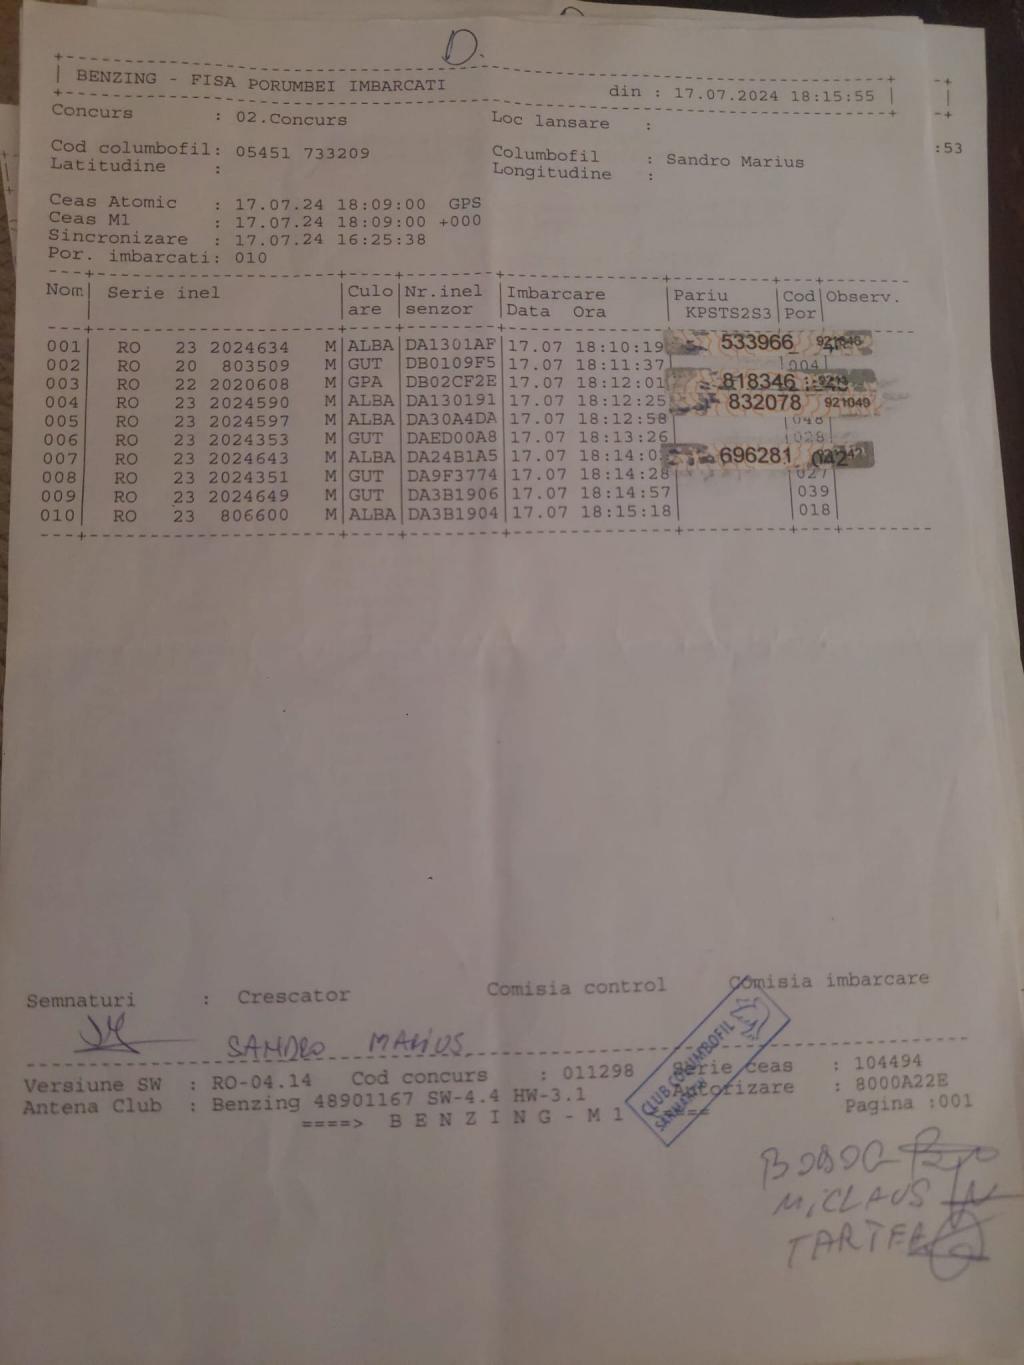 D.
BENZING - FISA PORUMBEI IMBARCATI din : 17.07.2024 18:15:55
Concurs : 02.Concurs Loc lansare :
Cod columbofil: 05451 733209 Columbofil : Sandro Marius
:53
Latitudine : Longitudine :
Ceas Atomic : 17.07.24 18:09:00 GPS
Ceas M1 : 17.07.24 18:09:00 +000
Sincronizare : 17.07.24 16:25:38
Por. imbarcati: 010
Nom| Serie inel |Culo|Nr.inel |Imbarcare |Pariu |Cod|Observ.
are |senzor |Data Ora | KPSTS2S3|Por|
001| RO 23 2024634 M|ALBA|DA1301AF|17.07 18:10:19 533966
002| RO 20 803509 M|GUT |DB0109F5|17.07 18:11:37| |004|
003| RO 22 2020608 M|GPA |DB02CF2E|17.07 18:12:01 818346
004| RO 23 2024590 M|ALBA|DA130191|17.07 18:12:25 832078 921049
005| RO 23 2024597 M|ALBA|DA30A4DA|17.07 18:12:58| |048|
006| RO 23 2024353 M|GUT |DAED00A8|17.07 18:13:26| |028|
007| RO 23 2024643 M|ALBA|DA24B1A5|17.07 696281 042
008| RO 23 2024351 M|GUT |DA9F3774|17.07 18:14:28| |027|
009| RO 23 2024649 M|GUT |DA3B1906|17.07 18:14:57| |039|
010| RO 23 806600 M|ALBA|DA3B1904|17.07 18:15:18| |018|
Semnaturi : Crescator Comisia control Comisia imbarcare
SANDRO MARIUS
Versiune SW : RO-04.14 Cod concurs : 011298 Serie ceas : 104494
Antena Club : Benzing 48901167 SW-4.4 HW-3.1 Autorizare : 8000A22E
====> B E N Z I N G - M 1 <==== Pagina :001
CLUB COLUMBOFIL
BOBOC
MICLAUS